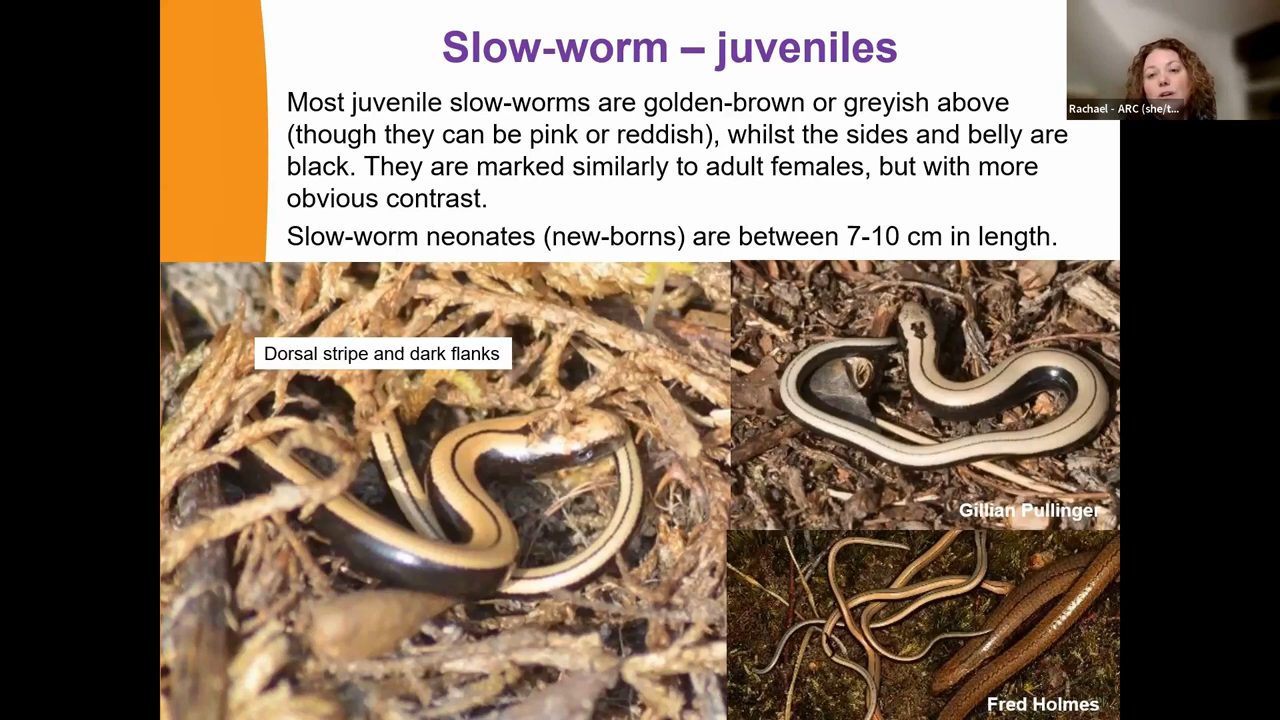 Slow-worm – juveniles
Rachael - ARC (she/t...
Most juvenile slow-worms are golden-brown or greyish above
(though they can be pink or reddish), whilst the sides and belly are
black. They are marked similarly to adult females, but with more
obvious contrast.
Slow-worm neonates (new-borns) are between 7-10 cm in length.
Dorsal stripe and dark flanks
Gillian Pullinger
Fred Holmes